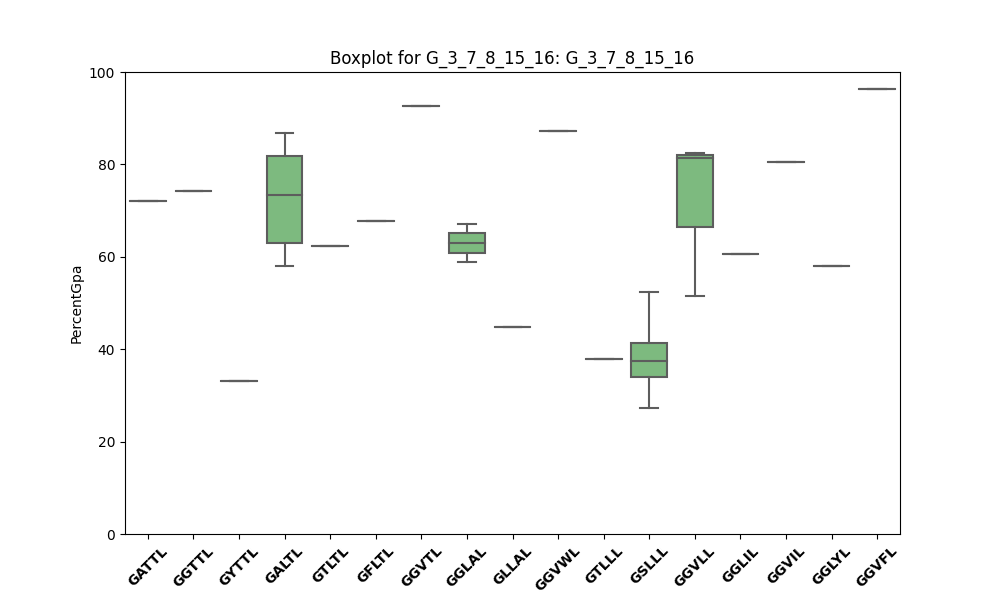 Boxplot for G_3_7_8_15_16: G_3_7_8_15_16
PercentGpa
100
80
60
40
20
0
GATTL
GGTTL
GYTTL
GALTL
GTLTL
GFLTL
GGVTL
GGLAL
GLLAL
GGVWL
GTLLL
GSLLL
GGVLL
GGLIL
GGVIL
GGLYL
GGVFL